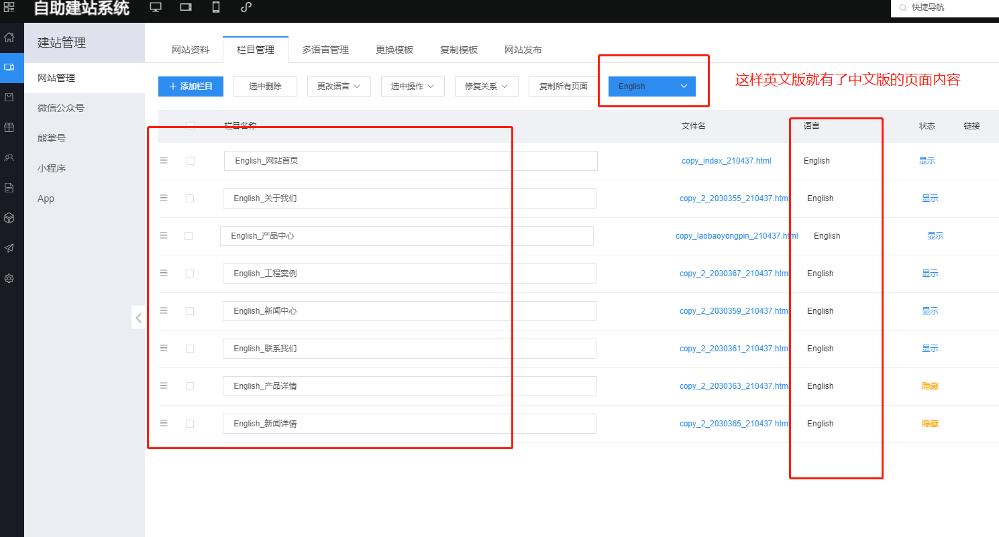 自助建站系统
快捷导航
建站管理
网站管理
微信公众号
熊掌号
小程序
App
网站资料 栏目管理 多语言管理 更换模板 复制模板 网站发布
+ 添加栏目 选中删除 更改语言 选中操作 修复关系 复制所有页面 English
这样英文版就有了中文版的页面内容
栏目名称 文件名 语言 状态 链接
English_网站首页 copy_index_210437.html English 显示
English_关于我们 copy_2_2030355_210437.htm English 显示
English_产品中心 copy_laobaoyongpin_210437.html English 显示
English_工程案例 copy_2_2030367_210437.htm English 显示
English_新闻中心 copy_2_2030359_210437.htm English 显示
English_联系我们 copy_2_2030361_210437.htm English 显示
English_产品详情 copy_2_2030363_210437.htm English 隐藏
English_新闻详情 copy_2_2030365_210437.htm English 隐藏